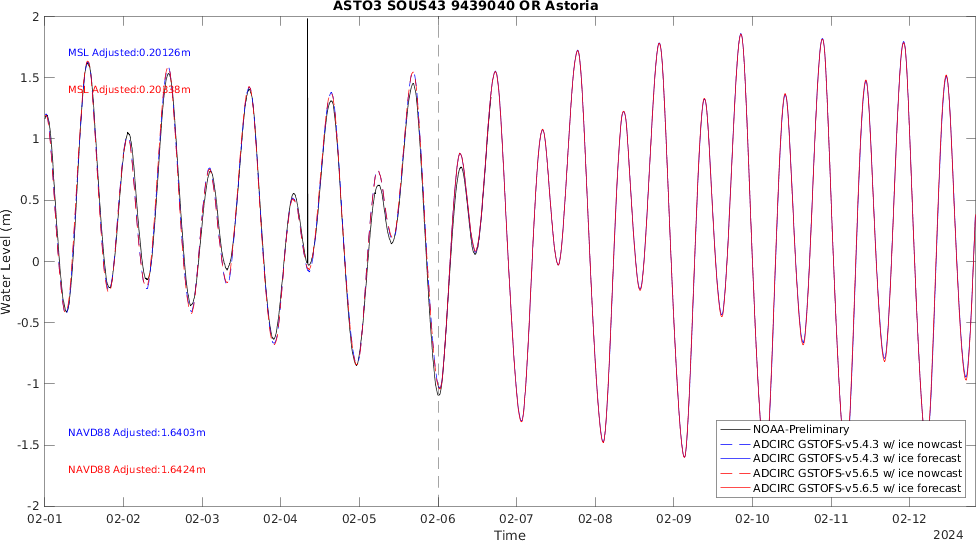 ASTO3 SOUS43 9439040 OR Astoria
2
1.5
1
0.5
0
-0.5
-1
-1.5
-2
Water Level (m)
MSL Adjusted:0.20126m
MSL Adjusted:0.20338m
NAVD88 Adjusted:1.6403m
NAVD88 Adjusted:1.6424m
NOAA-Preliminary
ADCIRC GSTOFS-v5.4.3 w/ ice nowcast
ADCIRC GSTOFS-v5.4.3 w/ ice forecast
ADCIRC GSTOFS-v5.6.5 w/ ice nowcast
ADCIRC GSTOFS-v5.6.5 w/ ice forecast
02-01 02-02 02-03 02-04 02-05 02-06 02-07 02-08 02-09 02-10 02-11 02-12
Time
2024